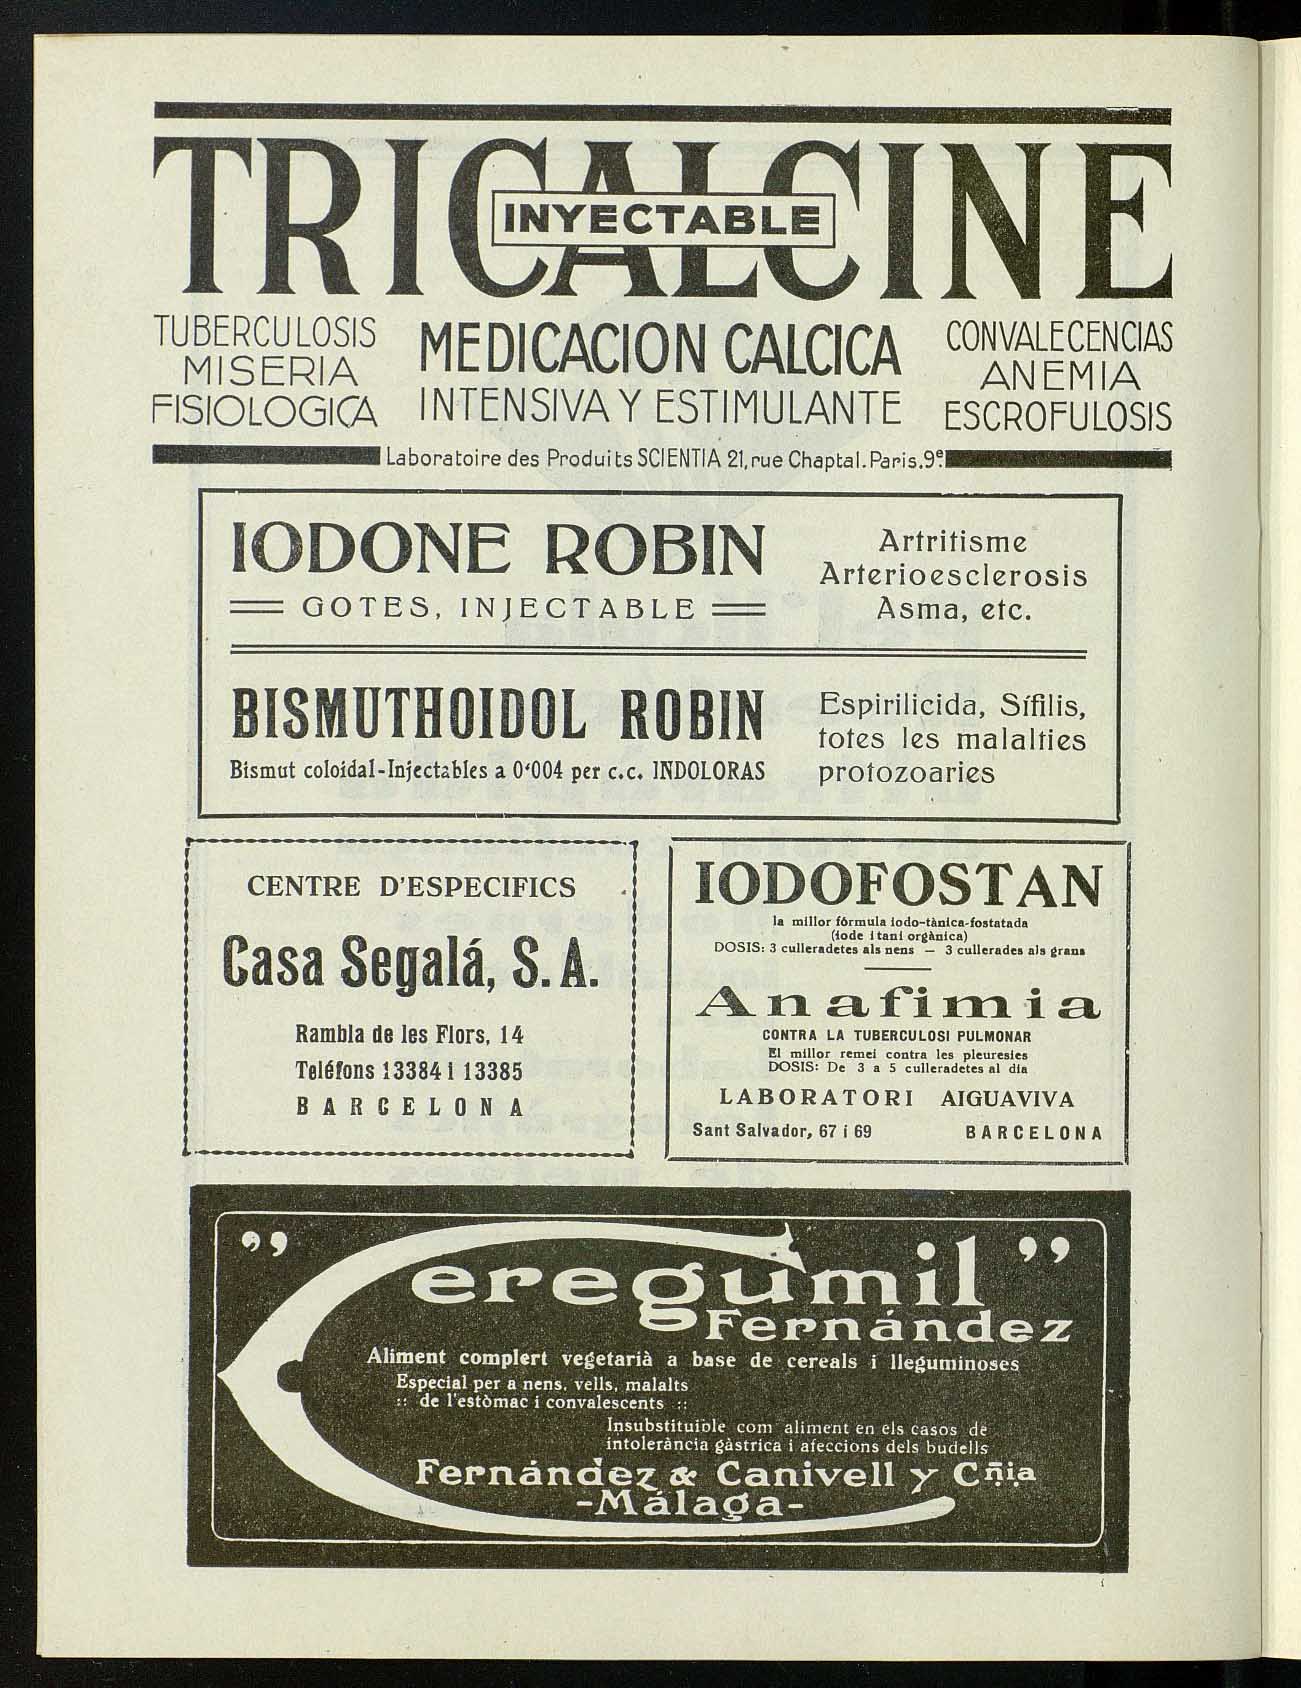 TRICALCINE
INYECTABLE
TUBERCULOSIS
MISERIA
FISIOLOGICA
MEDICACION CALCICA
INTENSIVA Y ESTIMULANTE
CONVALECENCIAS
ANEMIA
ESCROFULOSIS
Laboratoire des Produits SCIENTIA 21, rue Chaptal. Paris. 9e.
IODONE ROBIN
GOTES, INJECTABLE
Artritisme
Arterioesclerosis
Asma, etc.
BISMUTHOIDOL ROBIN
Bismut coloidal-Injectables a 0'004 per c.c. INDOLORAS
Espirilicida, Sífilis,
totes les malalties
protozoaries
CENTRE D'ESPECIFICS
Casa Segalá, S. A.
Rambla de les Flors, 14
Telèfons 13384 i 13385
BARCELONA
IODOFOSTAN
la millor fórmula iodo-tànica-fostatada
(iode i tani orgànica)
DOSIS: 3 culleradetes als nens — 3 cullerades als grans
Anafimia
CONTRA LA TUBERCULOSI PULMONAR
El millor remei contra les pleuresies
DOSIS: De 3 a 5 culleradetes al dia
LABORATORI AIGUAVIVA
Sant Salvador, 67 i 69 BARCELONA
"Ceregumil"
Fernández
Aliment complert vegetarià a base de cereals i lleguminoses
Especial per a nens, vells, malalts
:: de l'estòmac i convalescents ::
Insubstituible com aliment en els casos de
intolerància gàstrica i afeccions dels budells
Fernández & Canivell y Cñia
-Málaga-